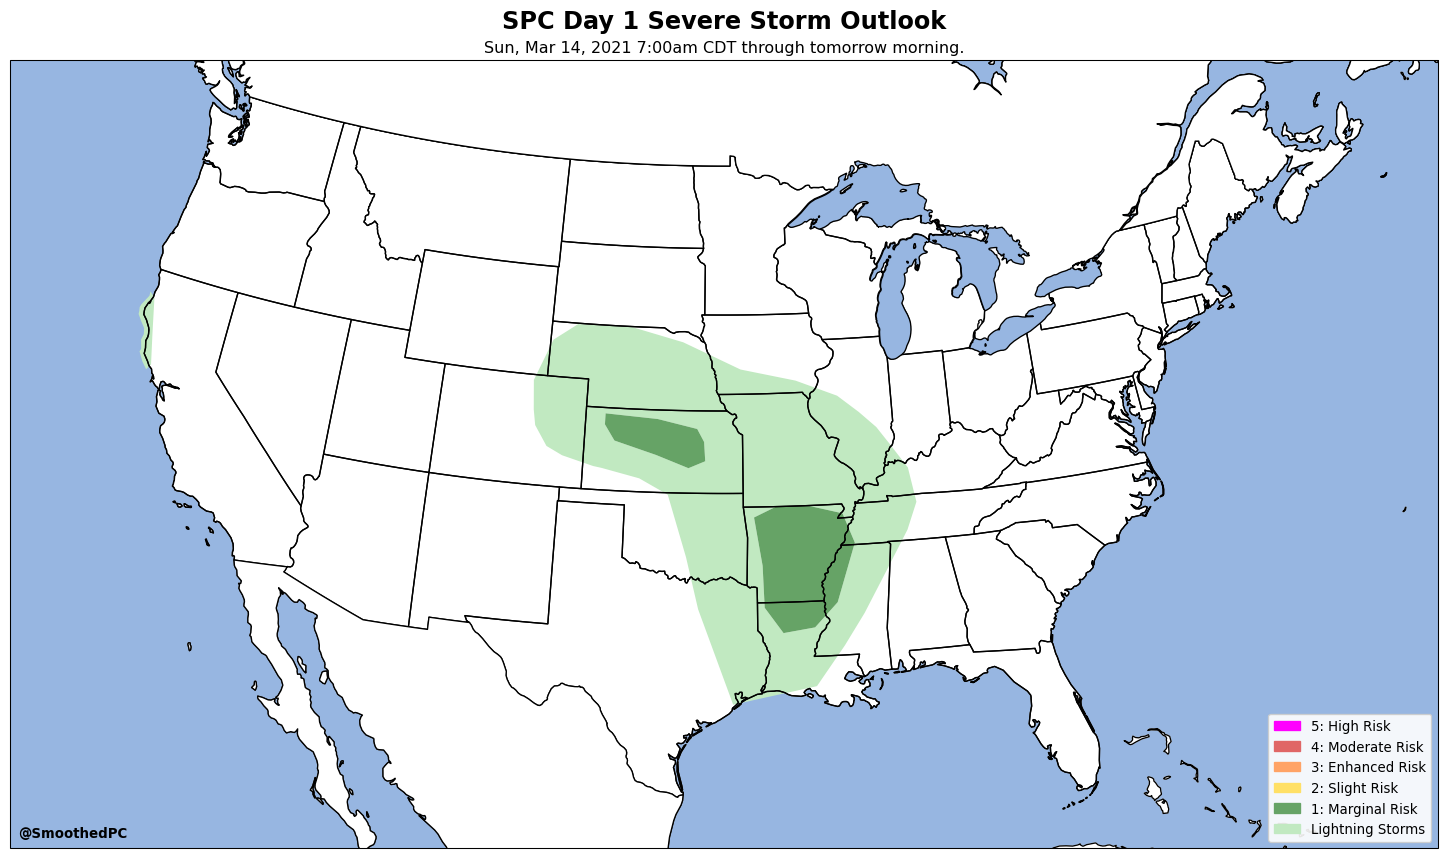 SPC Day 1 Severe Storm Outlook
Sun, Mar 14, 2021 7:00am CDT through tomorrow morning.
5: High Risk
4: Moderate Risk
3: Enhanced Risk
2: Slight Risk
1: Marginal Risk
Lightning Storms
@SmoothedPC